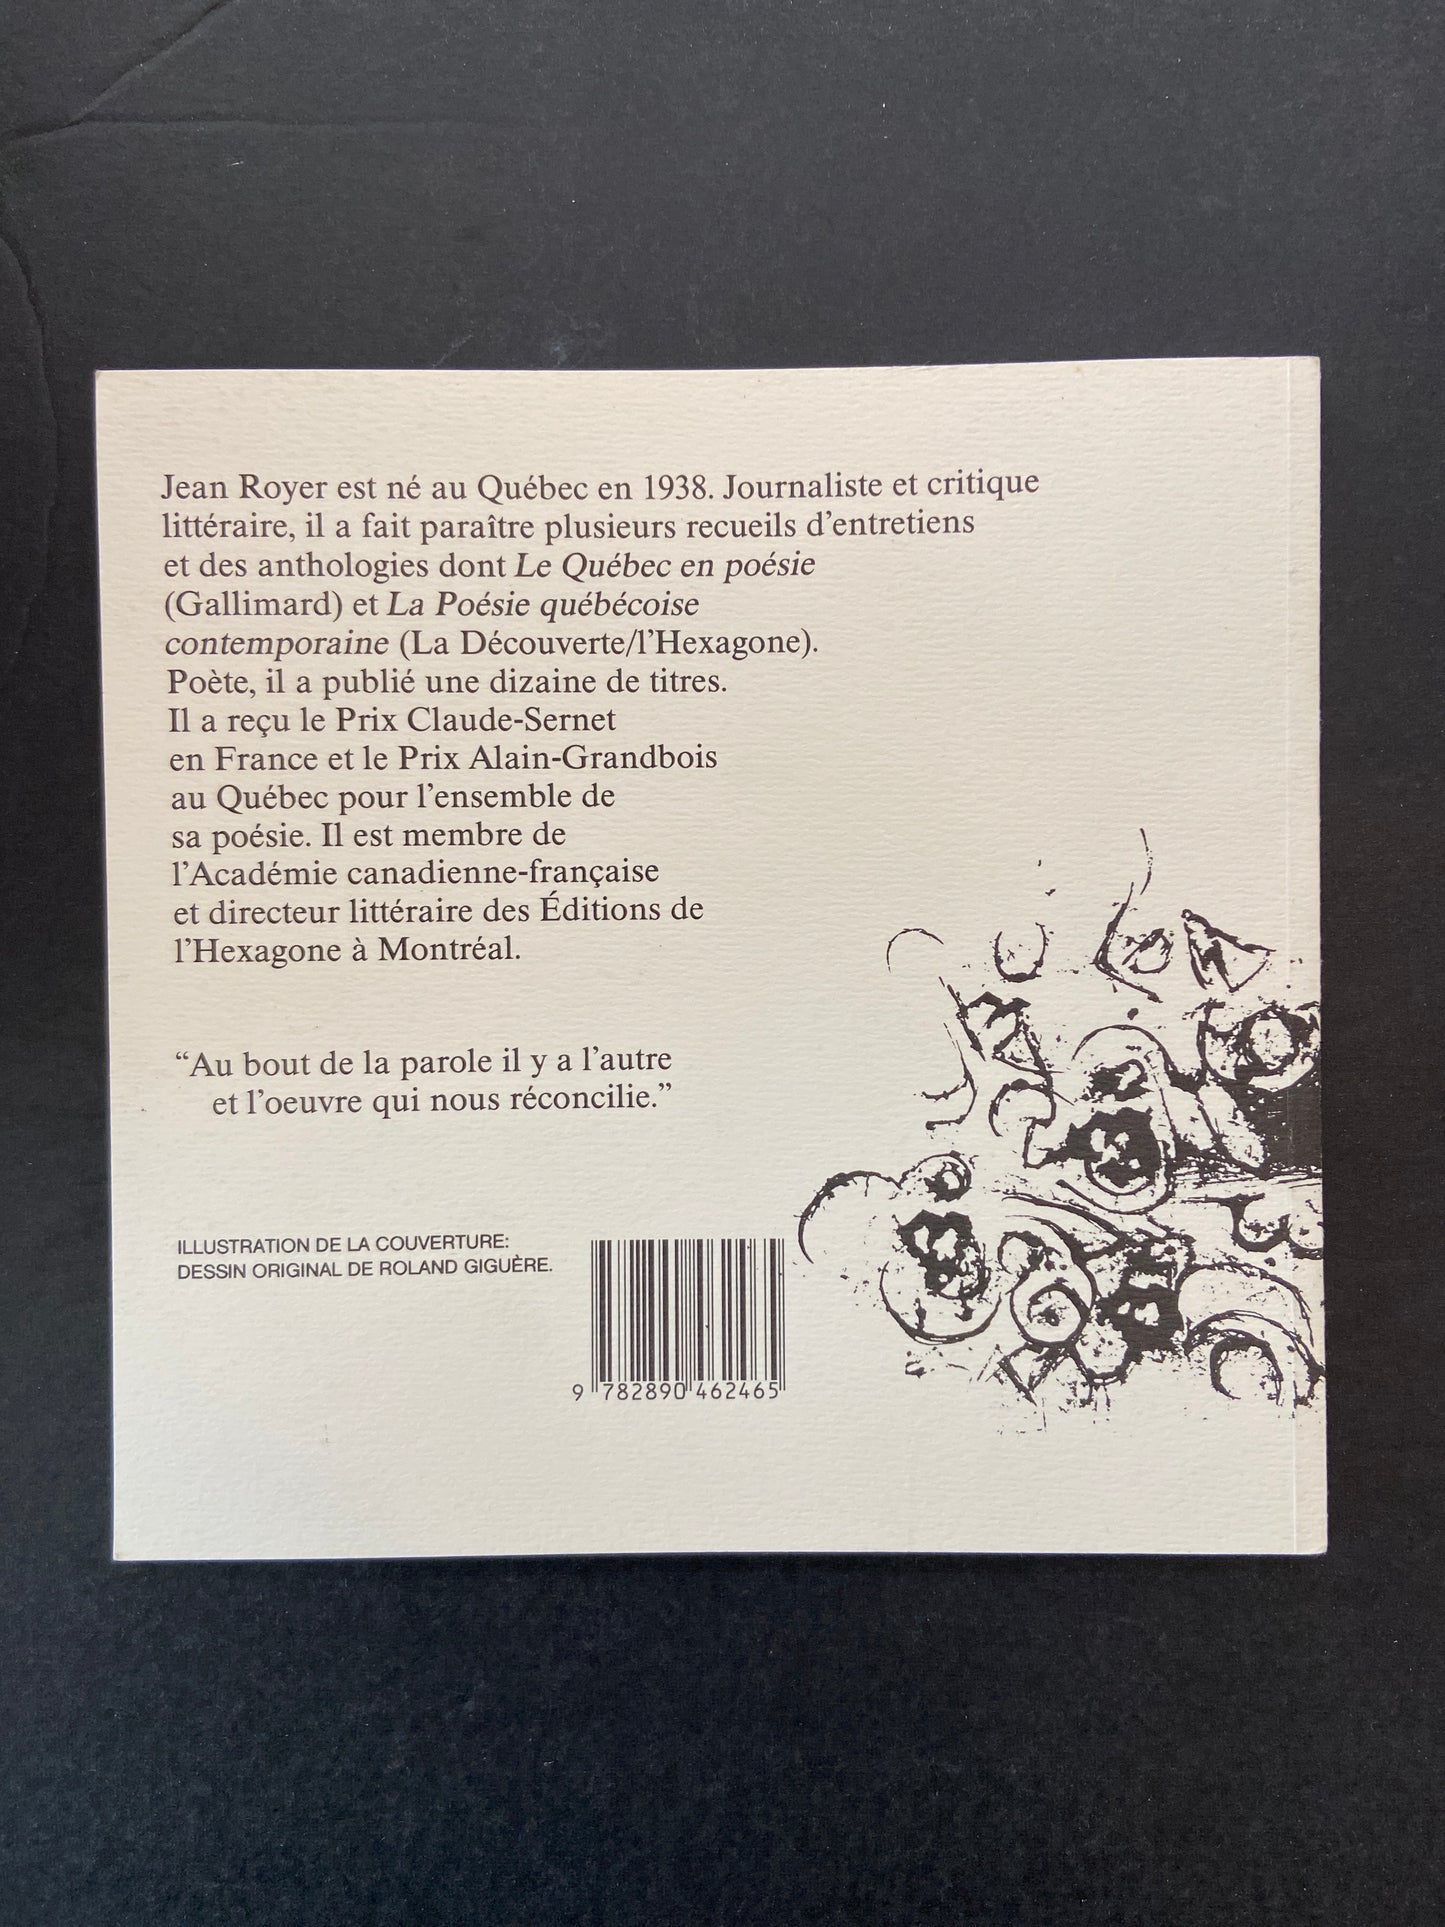 Jean Royer est né au Québec en 1938. Journaliste et critique
littéraire, il a fait paraître plusieurs recueils d'entretiens
et des anthologies dont Le Québec en poésie
(Gallimard) et La Poésie québécoise
contemporaine (La Découverte/l'Hexagone).
Poète, il a publié une dizaine de titres.
Il a reçu le Prix Claude-Sernet
en France et le Prix Alain-Grandbois
au Québec pour l'ensemble de
sa poésie. Il est membre de
l'Académie canadienne-française
et directeur littéraire des Éditions de
l'Hexagone à Montréal.
“Au bout de la parole il y a l'autre
et l'oeuvre qui nous réconcilie.”
ILLUSTRATION DE LA COUVERTURE:
DESSIN ORIGINAL DE ROLAND GIGUÈRE.
9 782890 462465